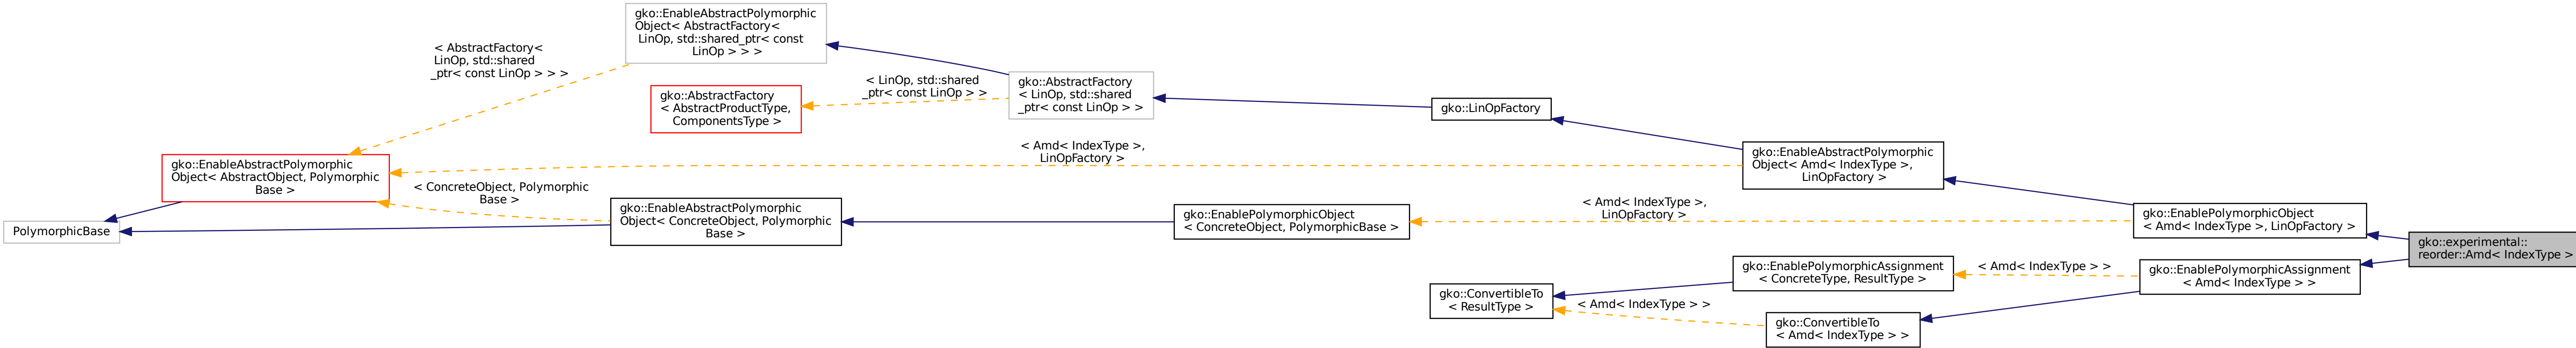 gko::EnableAbstractPolymorphic
Object< AbstractFactory<
LinOp, std::shared_ptr< const
LinOp > > >
< AbstractFactory<
LinOp, std::shared
_ptr< const LinOp > > >
gko::AbstractFactory
< AbstractProductType,
ComponentsType >
< LinOp, std::shared
_ptr< const LinOp > >
gko::AbstractFactory
< LinOp, std::shared
_ptr< const LinOp > >
gko::LinOpFactory
gko::EnableAbstractPolymorphic
Object< AbstractObject, Polymorphic
Base >
< Amd< IndexType >,
LinOpFactory >
gko::EnableAbstractPolymorphic
Object< Amd< IndexType >,
LinOpFactory >
< ConcreteObject, Polymorphic
Base >
PolymorphicBase
gko::EnableAbstractPolymorphic
Object< ConcreteObject, Polymorphic
Base >
gko::EnablePolymorphicObject
< ConcreteObject, PolymorphicBase >
< Amd< IndexType >,
LinOpFactory >
gko::EnablePolymorphicObject
< Amd< IndexType >, LinOpFactory >
gko::experimental::
reorder::Amd< IndexType >
gko::EnablePolymorphicAssignment
< ConcreteType, ResultType >
< Amd< IndexType > >
gko::EnablePolymorphicAssignment
< Amd< IndexType > >
gko::ConvertibleTo
< ResultType >
< Amd< IndexType > >
gko::ConvertibleTo
< Amd< IndexType > >